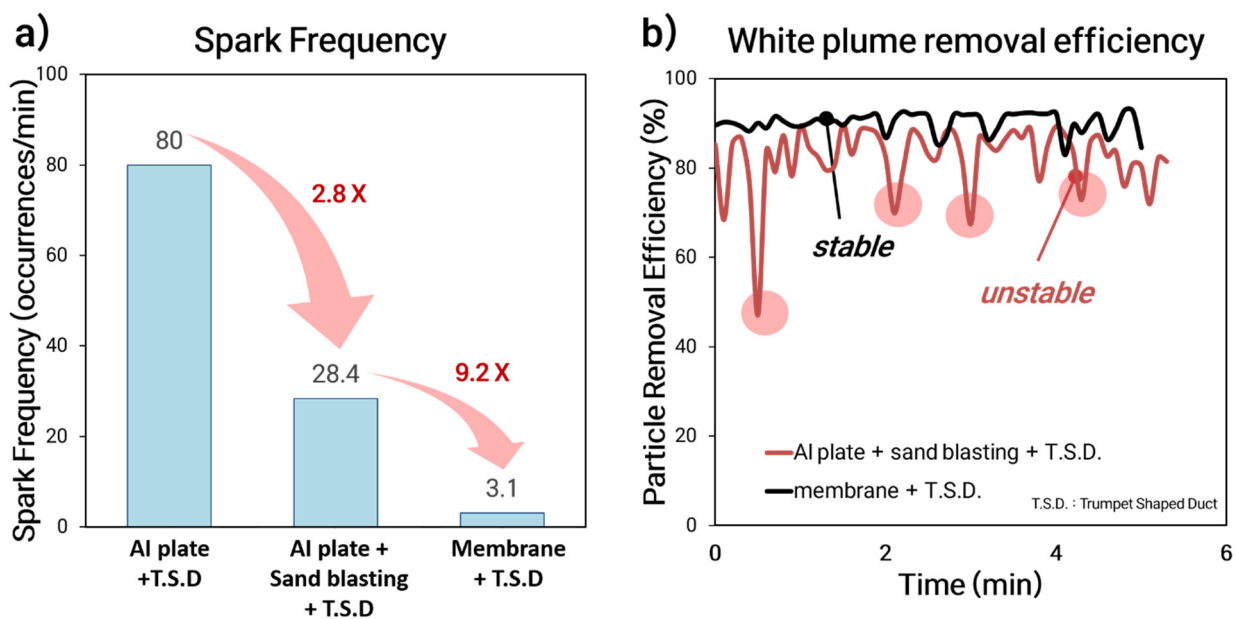 a)
Spark Frequency
Spark Frequency (occurrences/min)
100
80
60
40
20
0
80
2.8 X
28.4
9.2 X
3.1
Al plate
+T.S.D
Al plate +
Sand blasting
+ T.S.D
Membrane
+ T.S.D
b)
White plume removal efficiency
Particle Removal Efficiency (%)
100
80
60
40
20
0
stable
unstable
Al plate + sand blasting + T.S.D.
membrane + T.S.D.
T.S.D. : Trumpet Shaped Duct
0
2
4
6
Time (min)